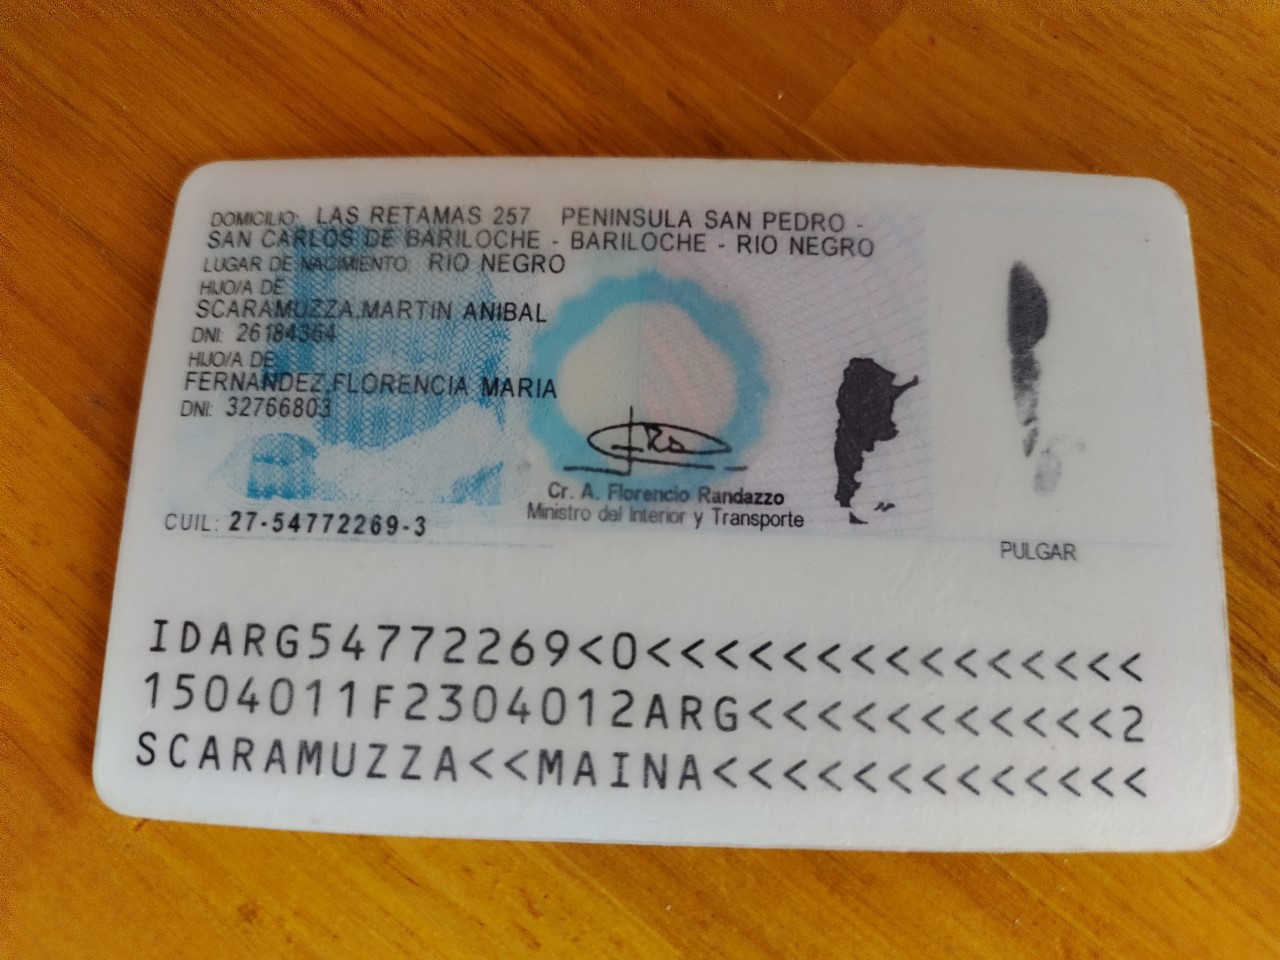 DOMICILIO: LAS RETAMAS 257 PENINSULA SAN PEDRO -
SAN CARLOS DE BARILOCHE - BARILOCHE - RIO NEGRO
LUGAR DE NACIMIENTO: RIO NEGRO
HIJO/A DE
SCARAMUZZA,MARTIN ANIBAL
DNI: 26184364
HIJO/A DE
FERNANDEZ,FLORENCIA MARIA
DNI: 32766803
Cr. A. Florencio Randazzo
Ministro del Interior y Transporte
CUIL: 27-54772269-3
PULGAR
IDARG54772269<0<<<<<<<<<<<<<<<
1504011F2304012ARG<<<<<<<<<<<2
SCARAMUZZA<<MAINA<<<<<<<<<<<<<